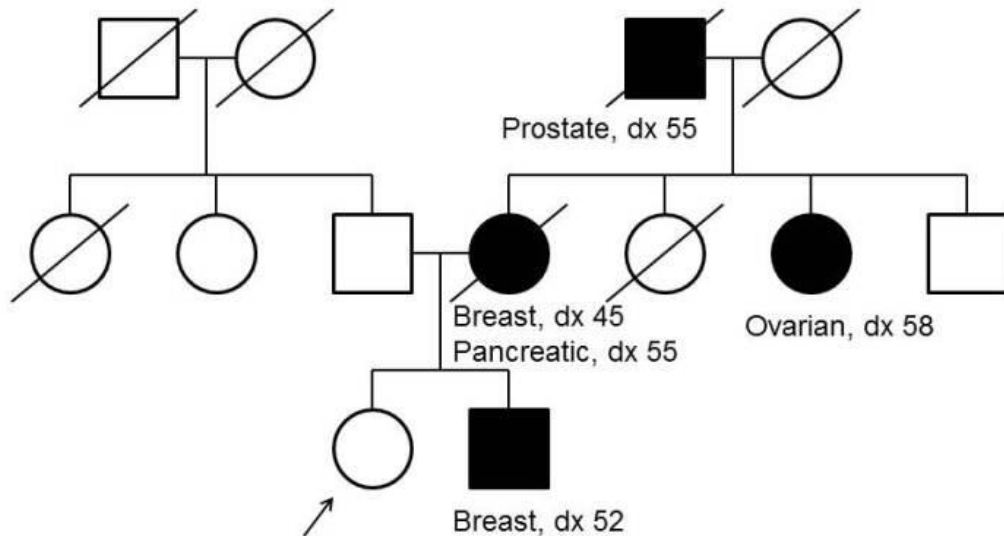 Prostate, dx 55
Breast, dx 45
Pancreatic, dx 55
Ovarian, dx 58
Breast, dx 52